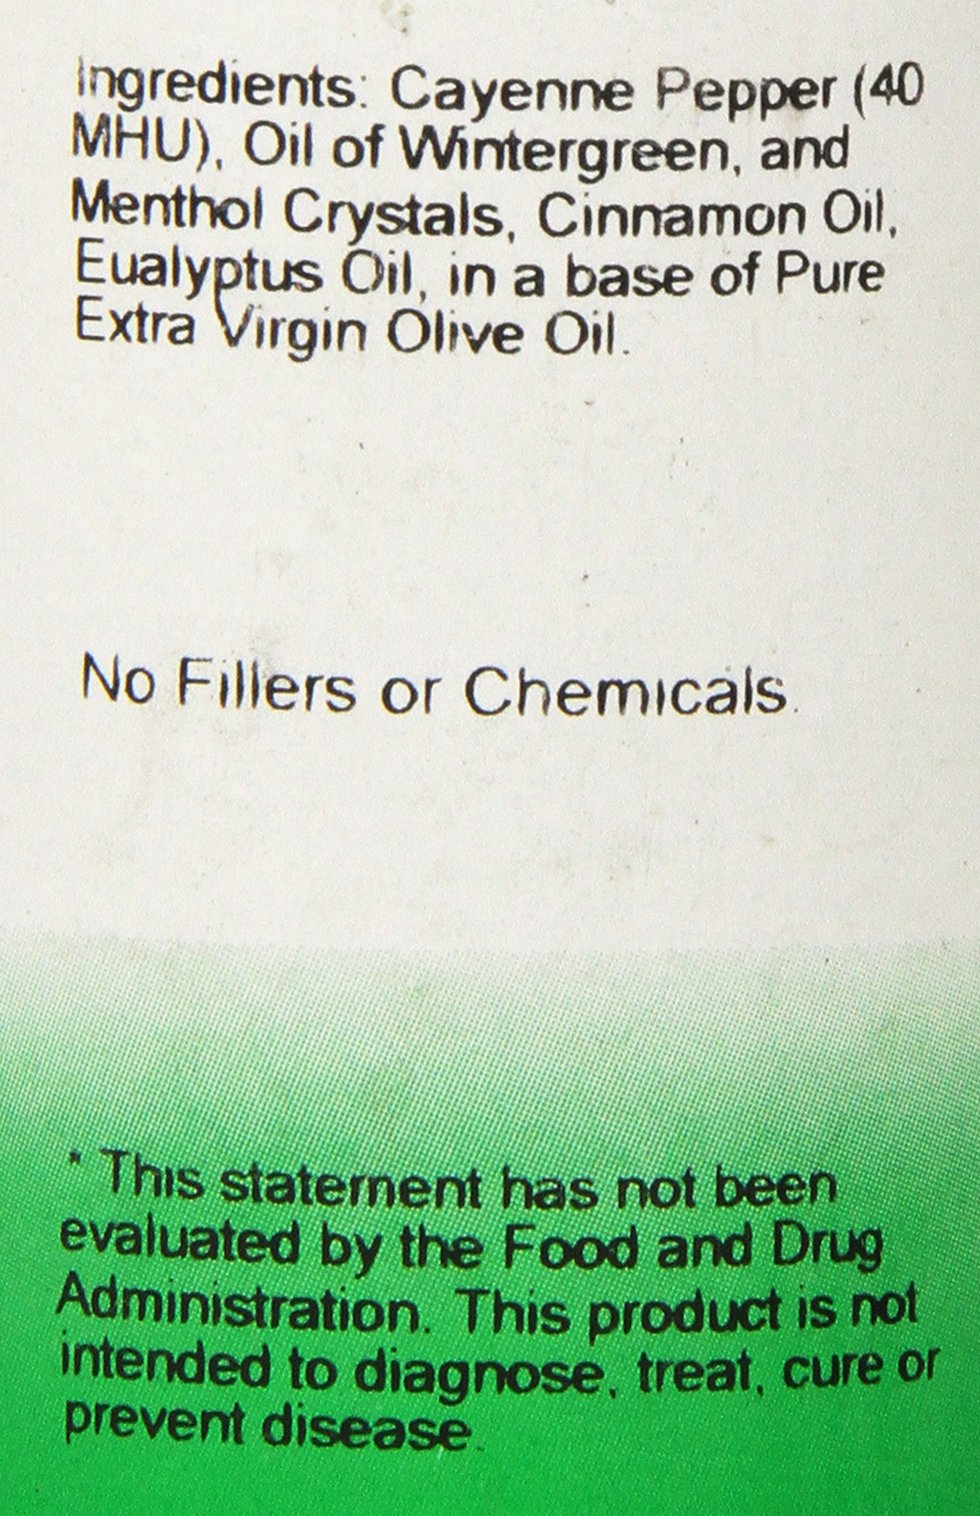 Ingredients: Cayenne Pepper (40
MHU), Oil of Wintergreen, and
Menthol Crystals, Cinnamon Oil,
Eualyptus Oil, in a base of Pure
Extra Virgin Olive Oil.
No Fillers or Chemicals.
* This statement has not been
evaluated by the Food and Drug
Administration. This product is not
intended to diagnose, treat, cure or
prevent disease.